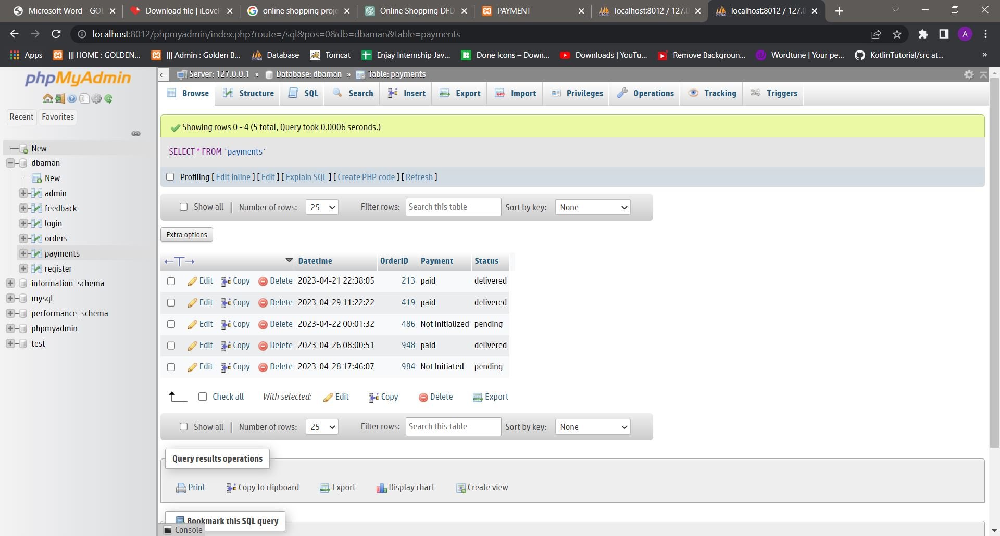 Microsoft Word - GOL
Download file | iLoveP
online shopping proje
Online Shopping DFD
PAYMENT
localhost:8012 / 127.0
localhost:8012 / 127.0
localhost:8012/phpmyadmin/index.php?route=/sql&pos=0&db=dbaman&table=payments
A
Apps
||| HOME : GOLDEN...
||| Admin : Golden B...
Database
Tomcat
Enjay Internship Jav...
Done Icons – Down...
Downloads | YouTu...
Remove Backgroun...
Wordtune | Your pe...
KotlinTutorial/src at...
»
phpMyAdmin
Recent
Favorites
New
dbaman
New
admin
feedback
login
orders
payments
register
information_schema
mysql
performance_schema
phpmyadmin
test
Server: 127.0.0.1 » Database: dbaman » Table: payments
Browse Structure SQL Search Insert Export Import Privileges Operations Tracking Triggers
Showing rows 0 - 4 (5 total, Query took 0.0006 seconds.)
SELECT * FROM `payments`
Profiling [ Edit inline ] [ Edit ] [ Explain SQL ] [ Create PHP code ] [ Refresh ]
Show all | Number of rows: 25 Filter rows: Search this table Sort by key: None
Extra options
Datetime OrderID Payment Status
Edit Copy Delete 2023-04-21 22:38:05 213 paid delivered
Edit Copy Delete 2023-04-29 11:22:22 419 paid delivered
Edit Copy Delete 2023-04-22 00:01:32 486 Not Initialized pending
Edit Copy Delete 2023-04-26 08:00:51 948 paid delivered
Edit Copy Delete 2023-04-28 17:46:07 984 Not Initiated pending
Check all With selected: Edit Copy Delete Export
Show all | Number of rows: 25 Filter rows: Search this table Sort by key: None
Query results operations
Print Copy to clipboard Export Display chart Create view
Bookmark this SQL query
Console